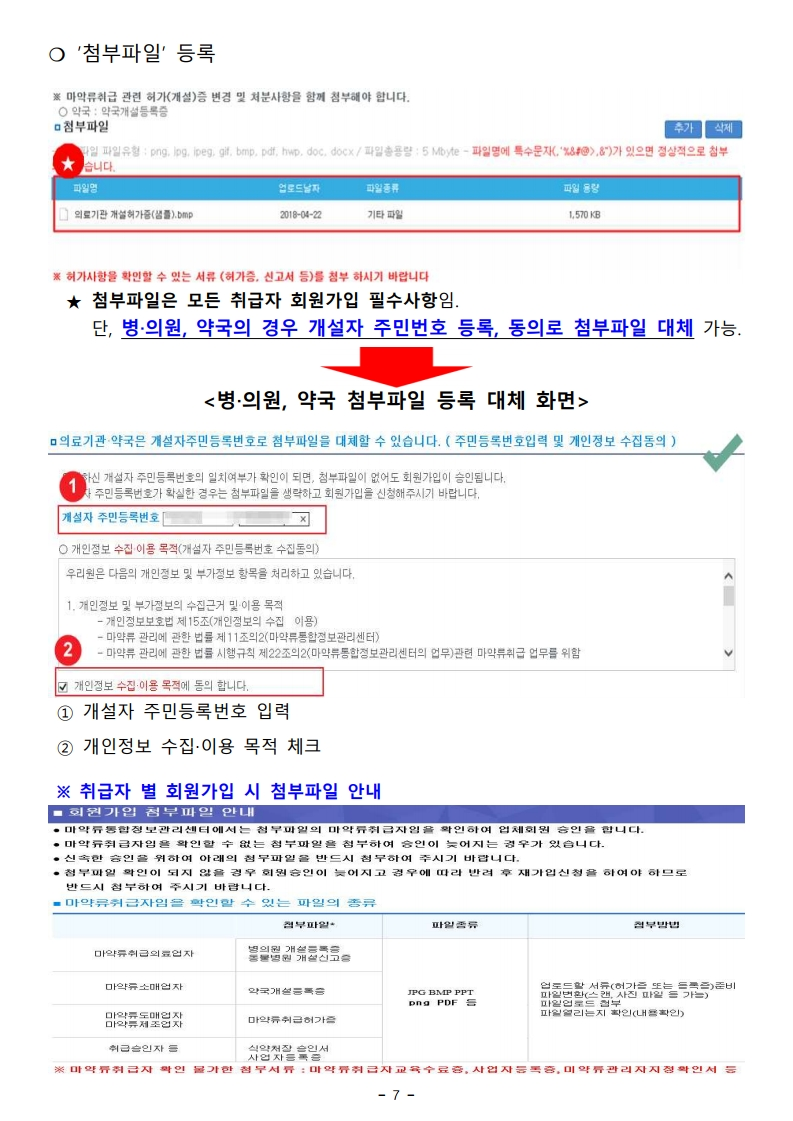 ❍ '첨부파일' 등록
※ 마약류취급 관련 허가(개설)증 변경 및 처분사항을 함께 첨부해야 합니다.
○ 약국 : 약국개설등록증
첨부파일
추가 삭제
파일 파일유형 : png, jpg, jpeg, gif, bmp, pdf, hwp, doc, docx / 파일총용량 : 5 Mbyte - 파일명에 특수문자(,'%&#@>,&")가 있으면 정상적으로 첨부
★ 습니다.
파일명 업로드날자 파일종류 파일 용량
의료기관 개설허가증(샘플).bmp 2018-04-22 기타 파일 1,570 KB
※ 허가사항을 확인할 수 있는 서류 (허가증, 신고서 등)를 첨부 하시기 바랍니다
★ 첨부파일은 모든 취급자 회원가입 필수사항임.
단, 병·의원, 약국의 경우 개설자 주민번호 등록, 동의로 첨부파일 대체 가능.
<병·의원, 약국 첨부파일 등록 대체 화면>
의료기관·약국은 개설자주민등록번호로 첨부파일을 대체할 수 있습니다. ( 주민등록번호입력 및 개인정보 수집동의 )
하신 개설자 주민등록번호의 일치여부가 확인이 되면, 첨부파일이 없어도 회원가입이 승인됩니다.
1 자 주민등록번호가 확실한 경우는 첨부파일을 생략하고 회원가입을 신청해주시기 바랍니다.
개설자 주민등록번호 x
○ 개인정보 수집·이용 목적(개설자 주민등록번호 수집동의)
우리원은 다음의 개인정보 및 부가정보 항목을 처리하고 있습니다.
1. 개인정보 및 부가정보의 수집근거 및 이용 목적
- 개인정보보호법 제15조(개인정보의 수집 이용)
- 마약류 관리에 관한 법률 제11조의2(마약류통합정보관리센터)
2 - 마약류 관리에 관한 법률 시행규칙 제22조의2(마약류통합정보관리센터의 업무)관련 마약류취급 업무를 위함
개인정보 수집·이용 목적에 동의 합니다.
① 개설자 주민등록번호 입력
② 개인정보 수집·이용 목적 체크
※ 취급자 별 회원가입 시 첨부파일 안내
■ 회원가입 첨부파일 안내
● 마약류통합정보관리센터에서는 첨부파일의 마약류취급자임을 확인하여 업체회원 승인을 합니다.
● 마약류취급자임을 확인할 수 없는 첨부파일을 첨부하여 승인이 늦어지는 경우가 있습니다.
● 신속한 승인을 위하여 아래의 첨부파일을 반드시 첨부하여 주시기 바랍니다.
● 첨부파일 확인이 되지 않을 경우 회원승인이 늦어지고 경우에 따라 반려 후 재가입신청을 하여야 하므로
반드시 첨부하여 주시기 바랍니다.
■ 마약류취급자임을 확인할 수 있는 파일의 종류
첨부파일* 파일종류 첨부방법
마약류취급의료업자 병의원 개설등록증
동물병원 개설신고증
마약류소매업자 약국개설등록증
마약류도매업자
마약류제조업자 마약류취급허가증
취급승인자 등 식약처장 승인서
사업자등록증
JPG BMP PPT
png PDF 등
업로드할 서류(허가증 또는 등록증)준비
파일변환(스캔, 사진 파일 등 가능)
파일업로드 첨부
파일열리는지 확인(내용확인)
※ 마약류취급자 확인 불가한 첨부서류 : 마약류취급자교육수료증, 사업자등록증, 마약류관리자지정확인서 등
- 7 -